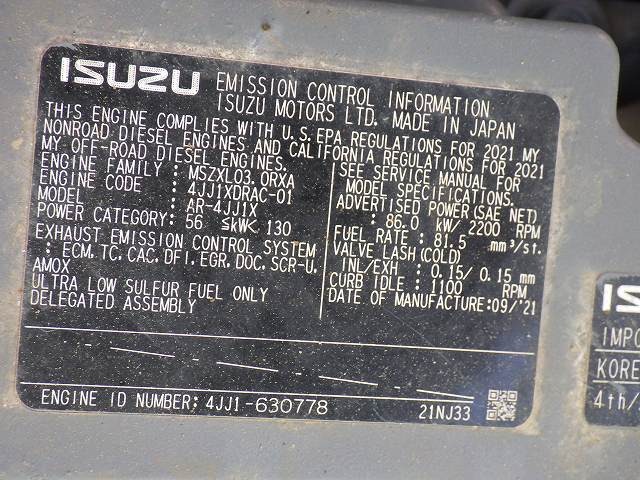 ISUZU EMISSION CONTROL INFORMATION
ISUZU MOTORS LTD. MADE IN JAPAN
THIS ENGINE COMPLIES WITH U.S.EPA REGULATIONS FOR 2021 MY
NONROAD DIESEL ENGINES AND CALIFORNIA REGULATIONS FOR 2021
MY OFF-ROAD DIESEL ENGINES.
ENGINE FAMILY : MSZXL03.0RXA
ENGINE CODE : 4JJ1XDRAC-01
MODEL : AR-4JJ1X
POWER CATEGORY: 56 ≤kW< 130
EXHAUST EMISSION CONTROL SYSTEM
: ECM,TC,CAC,DFI,EGR,DOC,SCR-U,
AMOX
ULTRA LOW SULFUR FUEL ONLY
DELEGATED ASSEMBLY
SEE SERVICE MANUAL FOR
MODEL SPECIFICATIONS.
ADVERTISED POWER(SAE NET)
: 86.0 kW/ 2200 RPM
FUEL RATE : 81.5 mm³/st.
VALVE LASH(COLD)
INL/EXH : 0.15/ 0.15 mm
CURB IDLE : 1100 RPM
DATE OF MANUFACTURE:09/'21
ENGINE ID NUMBER: 4JJ1-630778
21NJ33
IS
IMPO
KORE
4th/